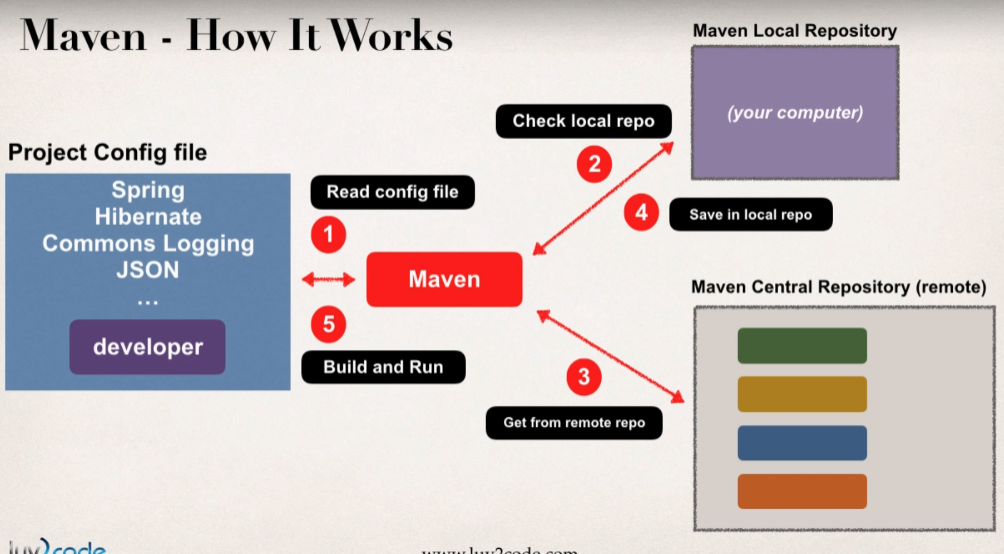 Maven - How It Works
Maven Local Repository
(your computer)
Check local repo
2
4
Save in local repo
Project Config file
Spring
Hibernate
Commons Logging
JSON
...
developer
Read config file
1
Maven
5
Build and Run
3
Get from remote repo
Maven Central Repository (remote)
luv2code
www.luv2code.com